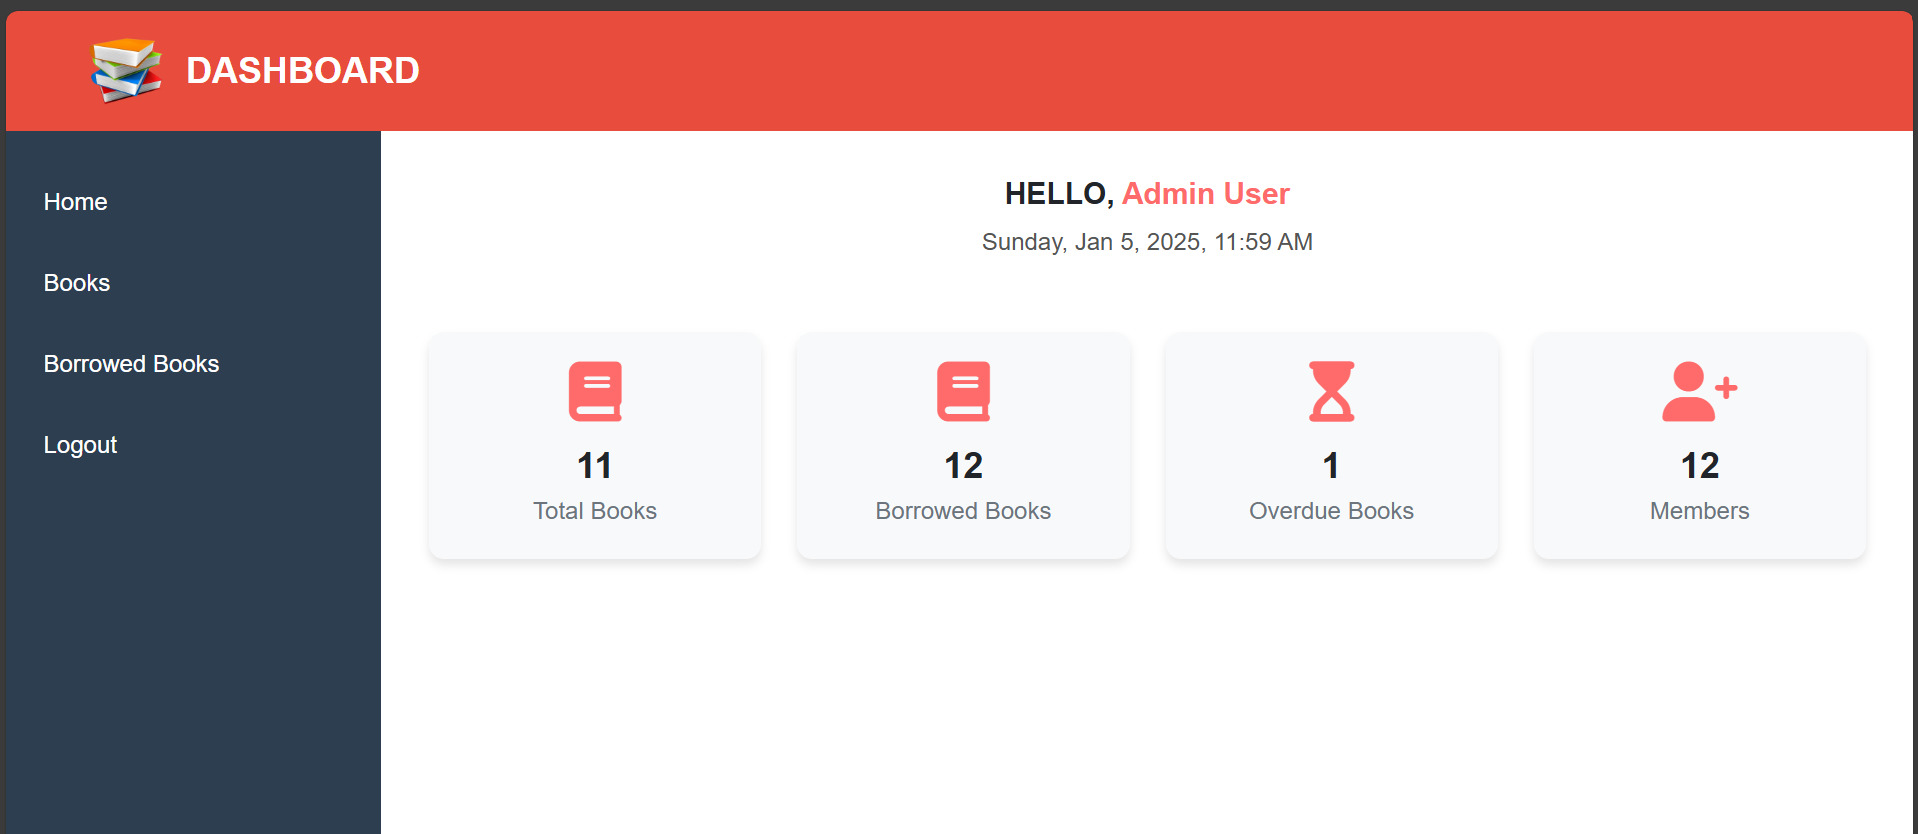 DASHBOARD
Home
Books
Borrowed Books
Logout
HELLO, Admin User
Sunday, Jan 5, 2025, 11:59 AM
11
Total Books
12
Borrowed Books
1
Overdue Books
12
Members